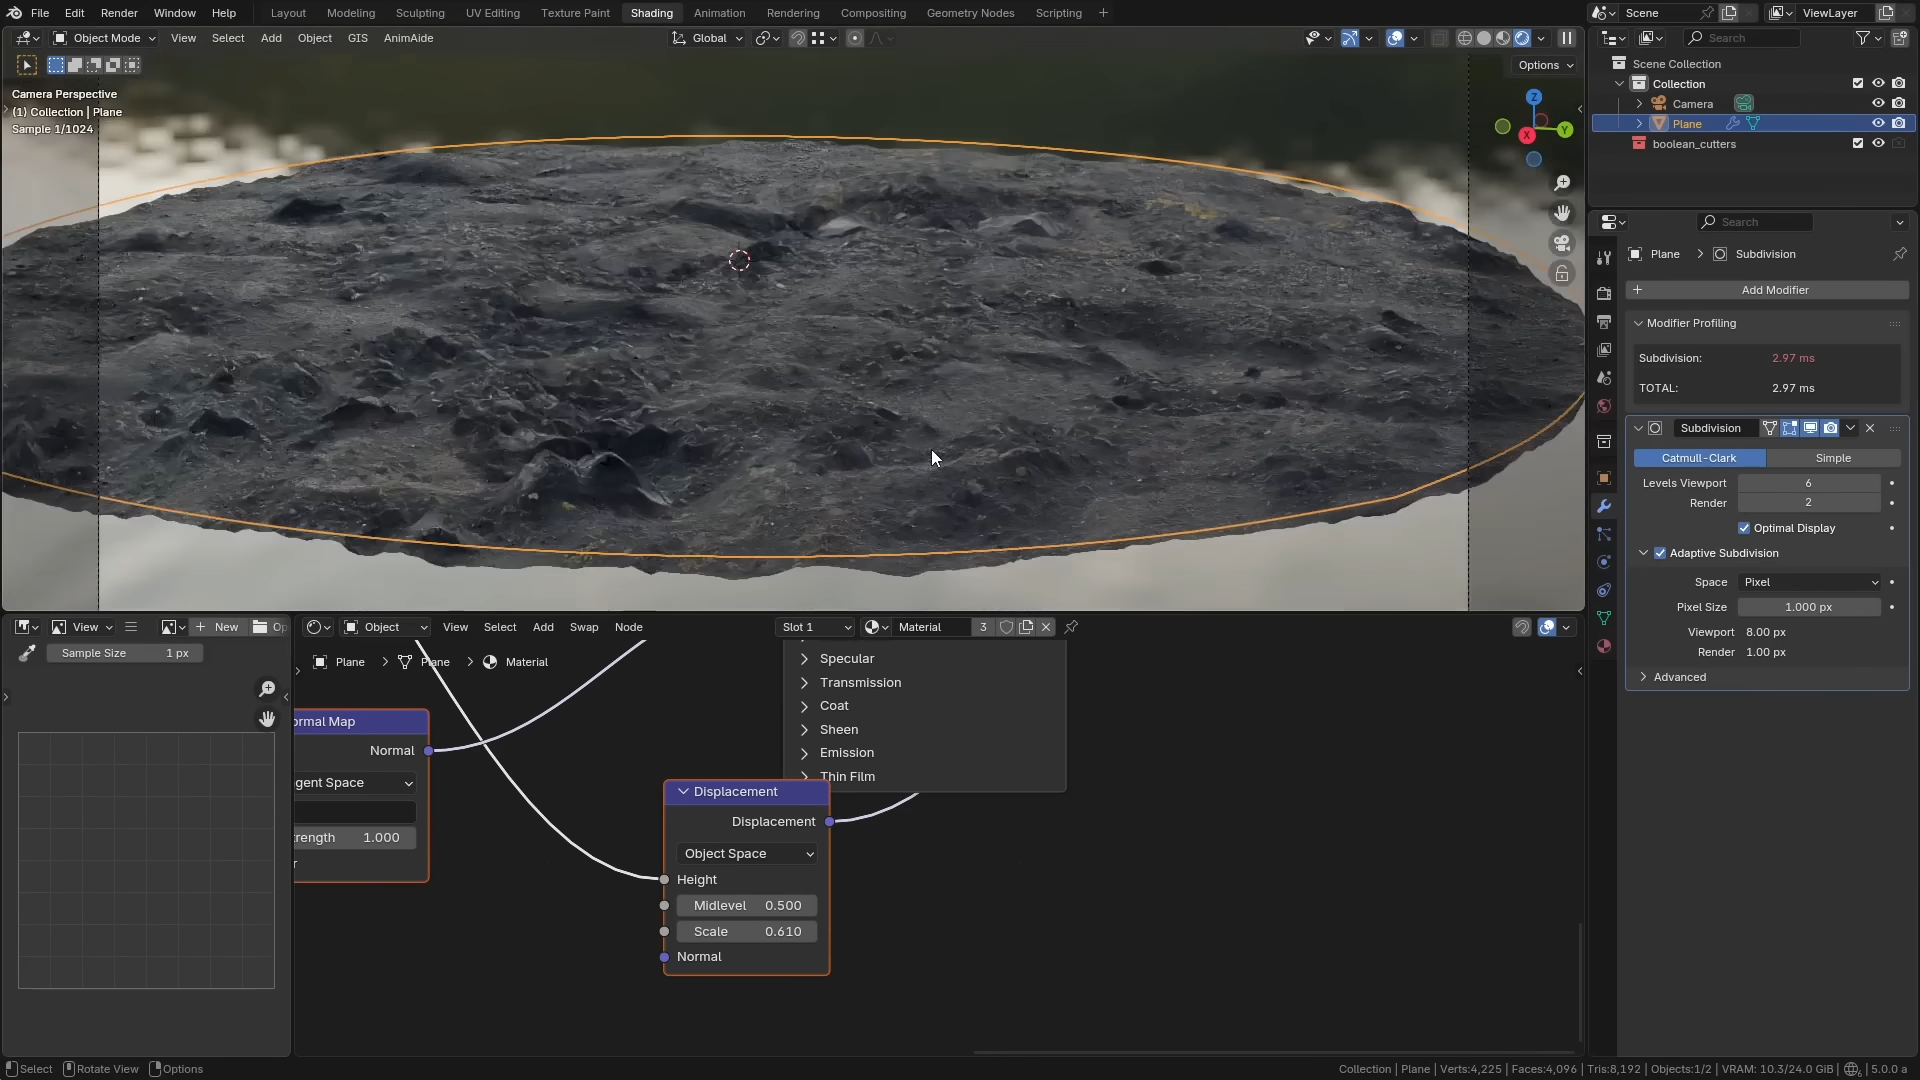 File Edit Render Window Help Layout Modeling Sculpting UV Editing Texture Paint Shading Animation Rendering Compositing Geometry Nodes Scripting + Scene ViewLayer
Object Mode View Select Add Object GIS AnimAide Global Search
Options
Camera Perspective
(1) Collection | Plane
Sample 1/1024
Z
Y
X
Scene Collection
Collection
Camera
Plane
boolean_cutters
Search
Plane > Subdivision
+ Add Modifier
Modifier Profiling
Subdivision: 2.97 ms
TOTAL: 2.97 ms
Subdivision
Catmull-Clark Simple
Levels Viewport 6
Render 2
Optimal Display
Adaptive Subdivision
Space Pixel
Pixel Size 1.000 px
Viewport 8.00 px
Render 1.00 px
Advanced
View + New Op
Sample Size 1 px
Object View Select Add Swap Node Slot 1 Material 3
Plane > Plane > Material
Specular
Transmission
Coat
Sheen
Emission
Thin Film
ormal Map
Normal
gent Space
trength 1.000
r
Displacement
Displacement
Object Space
Height
Midlevel 0.500
Scale 0.610
Normal
Select Rotate View Options
Collection | Plane | Verts:4,225 | Faces:4,096 | Tris:8,192 | Objects:1/2 | VRAM: 10.3/24.0 GiB | 5.0.0 a